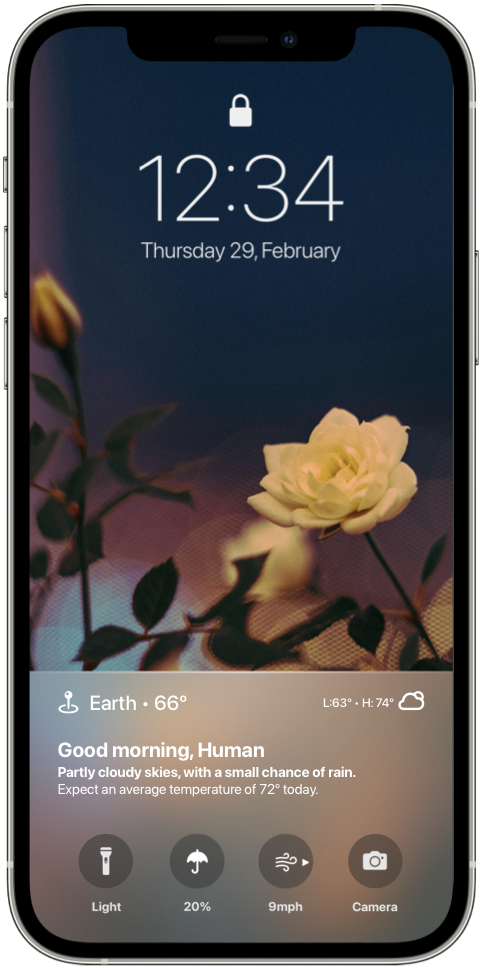 12:34
Thursday 29, February
Earth • 66°
L:63° • H:74°
Good morning, Human
Partly cloudy skies, with a small chance of rain.
Expect an average temperature of 72° today.
Light
20%
9mph
Camera